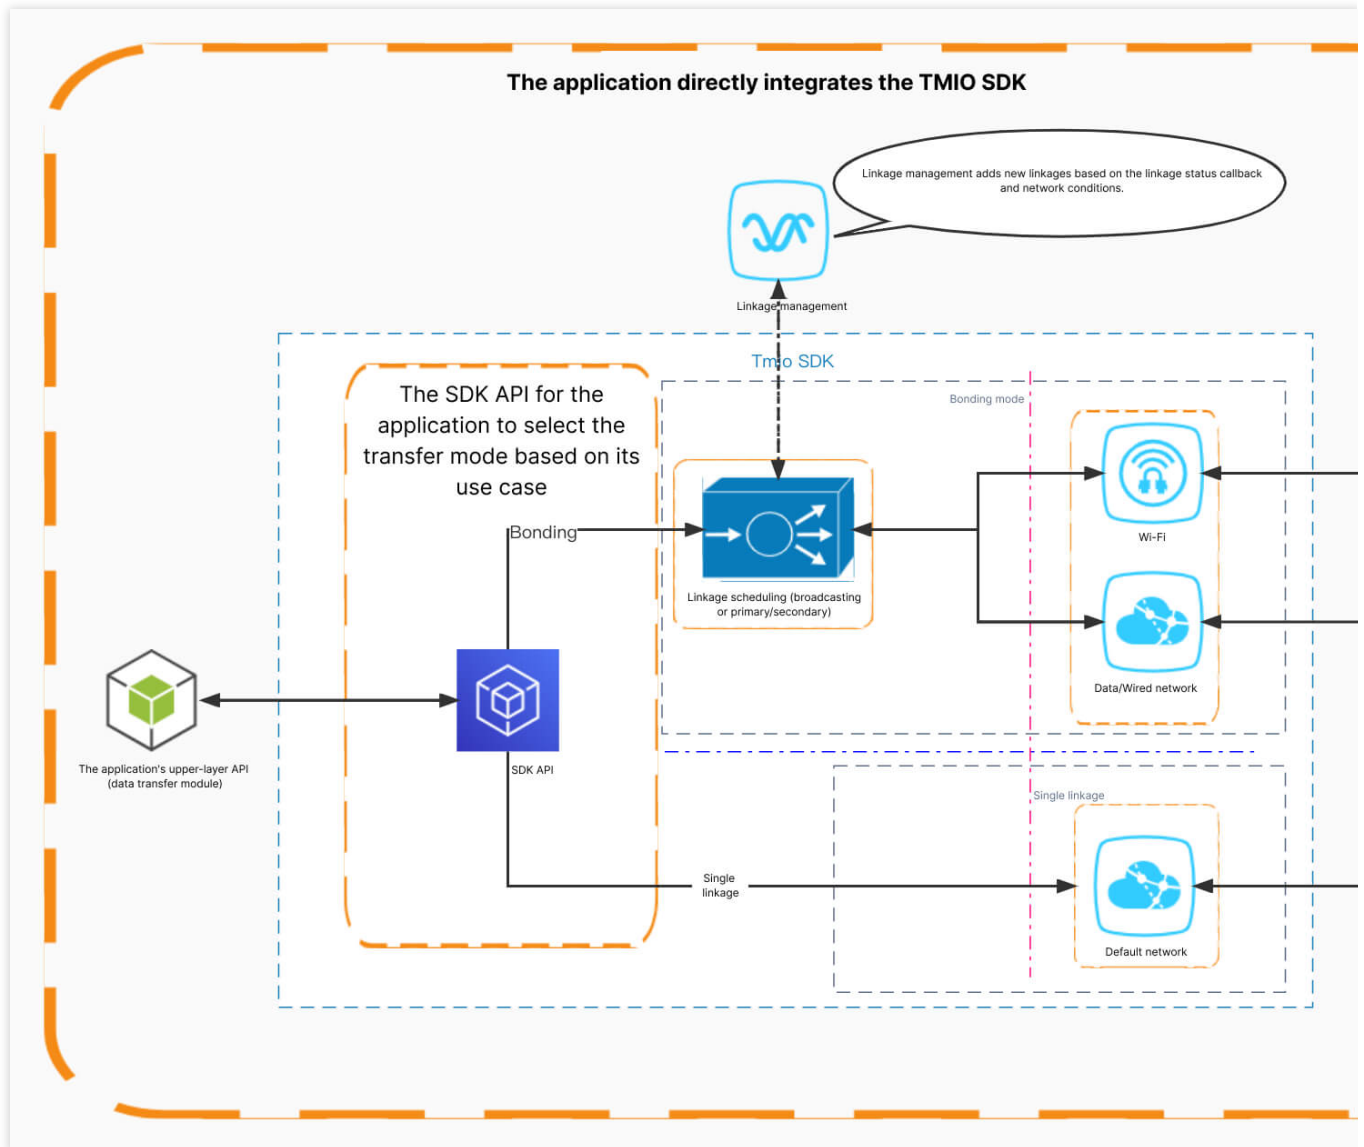 The application directly integrates the TMIO SDK
Linkage management adds new linkages based on the linkage status callback
and network conditions.
Linkage management
Tmio SDK
The SDK API for the
application to select the
transfer mode based on its
use case
Bonding mode
Bonding
Wi-Fi
Linkage scheduling (broadcasting
or primary/secondary)
Data/Wired network
The application's upper-layer API
(data transfer module)
SDK API
Single linkage
Single
linkage
Default network